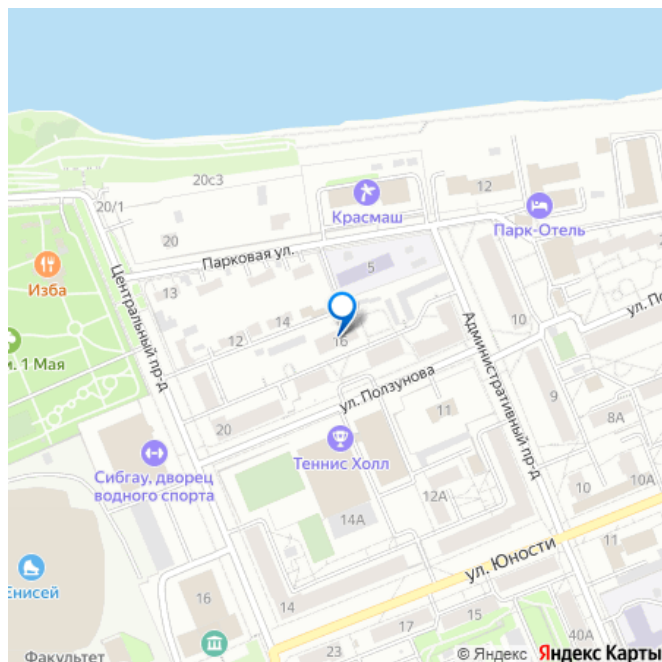 20с3
12
20/1
Красмаш
20
Парк-Отель
Парковая ул.
5
Изба
13
Центральный пр-д
14
12
16
Административный пр-д
10
ул. По
м. 1 Мая
ул. Ползунова
9
11
8А
20
Теннис Холл
Сибгау, дворец
водного спорта
12А
10
10А
14А
ул. Юности
11
Енисей
16
14
15
17
23
40А
Факультет
© Яндекс Яндекс Карты